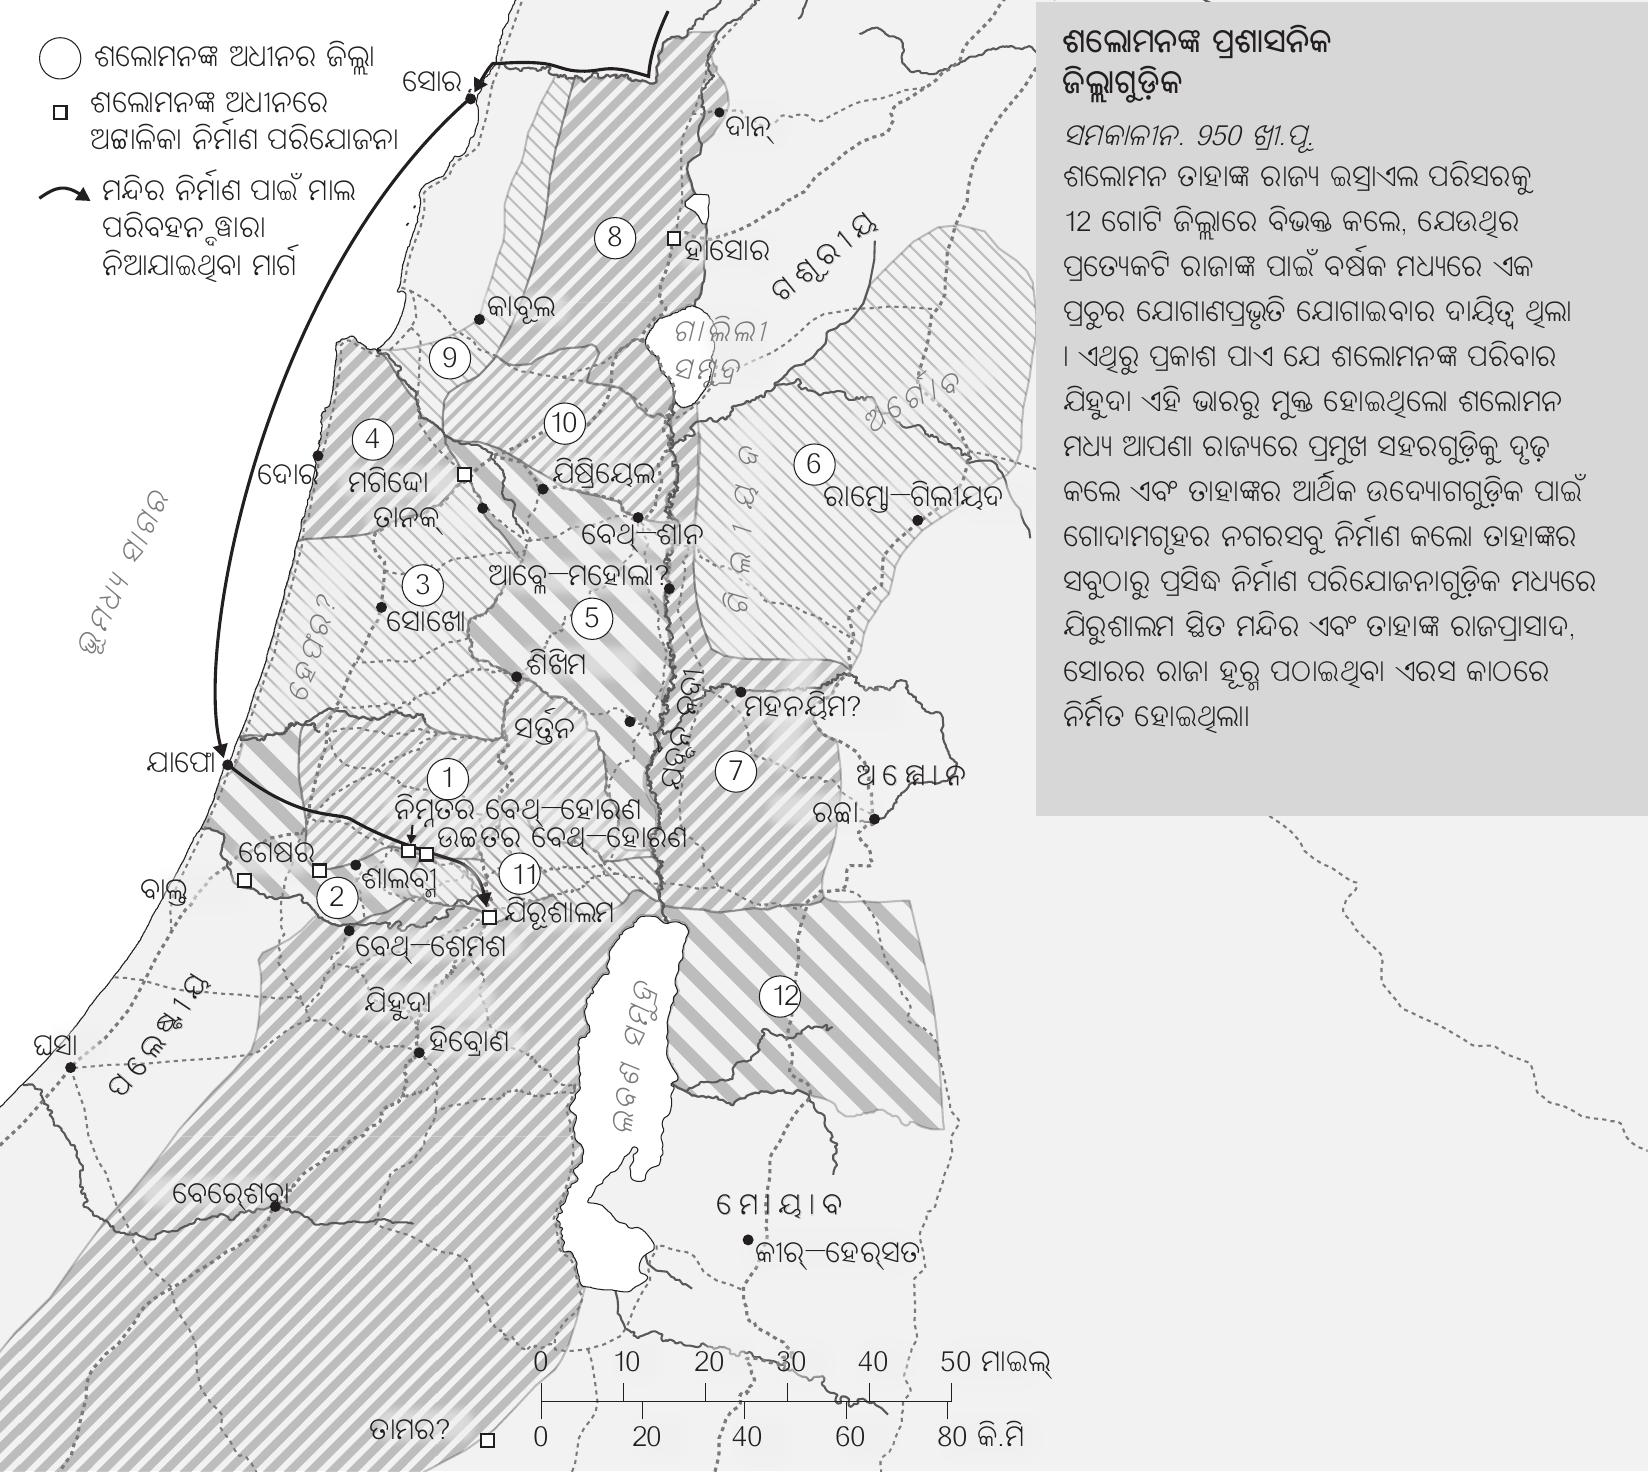 ଶଲୋମନଙ୍କ ଅଧୀନର ଜିଲ୍ଲା
ଶଲୋମନଙ୍କ ଅଧୀନରେ
ଅଟ୍ଟାଳିକା ନିର୍ମାଣ ପରିଯୋଜନା
ମନ୍ଦିର ନିର୍ମାଣ ପାଇଁ ମାଲ
ପରିବହନ ଦ୍ୱାରା
ନିଆଯାଇଥିବା ମାର୍ଗ
ଶଲୋମନଙ୍କ ପ୍ରଶାସନିକ
ଜିଲ୍ଲାଗୁଡ଼ିକ
ସମକାଳୀନ. 950 ଖ୍ରୀ.ପୂ.
ଶଲୋମନ ତାହାଙ୍କ ରାଜ୍ୟ ଇସ୍ରାଏଲ ପରିସରକୁ
12 ଗୋଟି ଜିଲ୍ଲାରେ ବିଭକ୍ତ କଲେ, ଯେଉଥିର
ପ୍ରତ୍ୟେକଟି ରାଜାଙ୍କ ପାଇଁ ବର୍ଷକ ମଧ୍ୟରେ ଏକ
ପ୍ରଚୁର ଯୋଗାଣପ୍ରଭୃତି ଯୋଗାଇବାର ଦାୟିତ୍ୱ ଥିଲା
। ଏଥିରୁ ପ୍ରକାଶ ପାଏ ଯେ ଶଲୋମନଙ୍କ ପରିବାର
ଯିହୁଦା ଏହି ଭାରରୁ ମୁକ୍ତ ହୋଇଥିଲେ। ଶଲୋମନ
ମଧ୍ୟ ଆପଣା ରାଜ୍ୟରେ ପ୍ରମୁଖ ସହରଗୁଡ଼ିକୁ ଦୃଢ଼
କଲେ ଏବଂ ତାହାଙ୍କର ଆର୍ଥିକ ଉଦ୍ୟୋଗଗୁଡ଼ିକ ପାଇଁ
ଗୋଦାମଗୃହର ନଗରସବୁ ନିର୍ମାଣ କଲେ। ତାହାଙ୍କର
ସବୁଠାରୁ ପ୍ରସିଦ୍ଧ ନିର୍ମାଣ ପରିଯୋଜନାଗୁଡ଼ିକ ମଧ୍ୟରେ
ଯିରୁଶାଲମ ସ୍ଥିତ ମନ୍ଦିର ଏବଂ ତାହାଙ୍କ ରାଜପ୍ରାସାଦ,
ସୋରର ରାଜା ହୂରୁମ୍ ପଠାଇଥିବା ଏରସ କାଠରେ
ନିର୍ମିତ ହୋଇଥିଲା।
ସୋର
ଦାନ୍
8
ହାସୋର
ଗଶୂରୀୟ
କାବୂଲ
ଗାଲିଲୀ
ସମୁଦ୍ର
9
ଅର୍ଗୋବ
10
4
6
ଦୋର୍
ମଗିଦ୍ଦୋ
ଯିଷ୍ରିୟେଲ
ରାମ୍ଭୋ–ଗିଲୀୟଦ
ତାନକ୍
ବେଥ୍–ଶାନ
ଗିଲୀୟଦ
ଭୂମଧ୍ୟ ସାଗର
ଆବେଲ୍–ମହୋଲା?
3
5
ସୋଖୋ
ହେଫର?
ଶିଖିମ
ସର୍ତ୍ତନ
ମହନୟିମ?
ଯର୍ଦ୍ଦନ ନଦୀ
ଯାଫୋ
1
7
ଅମ୍ମୋନ
ରବ୍ବା
ନିମ୍ନତର ବେଥ୍–ହୋରଣ
ଉଚ୍ଚତର ବେଥ୍–ହୋରଣ
ଗେଷର୍
ଶାଲବୀମ୍
11
ବାଲତ୍
2
ଯିରୂଶାଲମ
ବେଥ୍–ଶେମଶ
12
ପଲେଷ୍ଟୀୟ
ଯିହୁଦା
ହିବ୍ରୋଣ
ଘସା
ଲବଣ ସମୁଦ୍ର
ବେର୍‍ଶେବା
ମୋୟାବ
କୀର୍–ହେର୍‍ସତ
0 10 20 30 40 50 ମାଇଲ୍
ତାମର?
0 20 40 60 80 କି.ମି